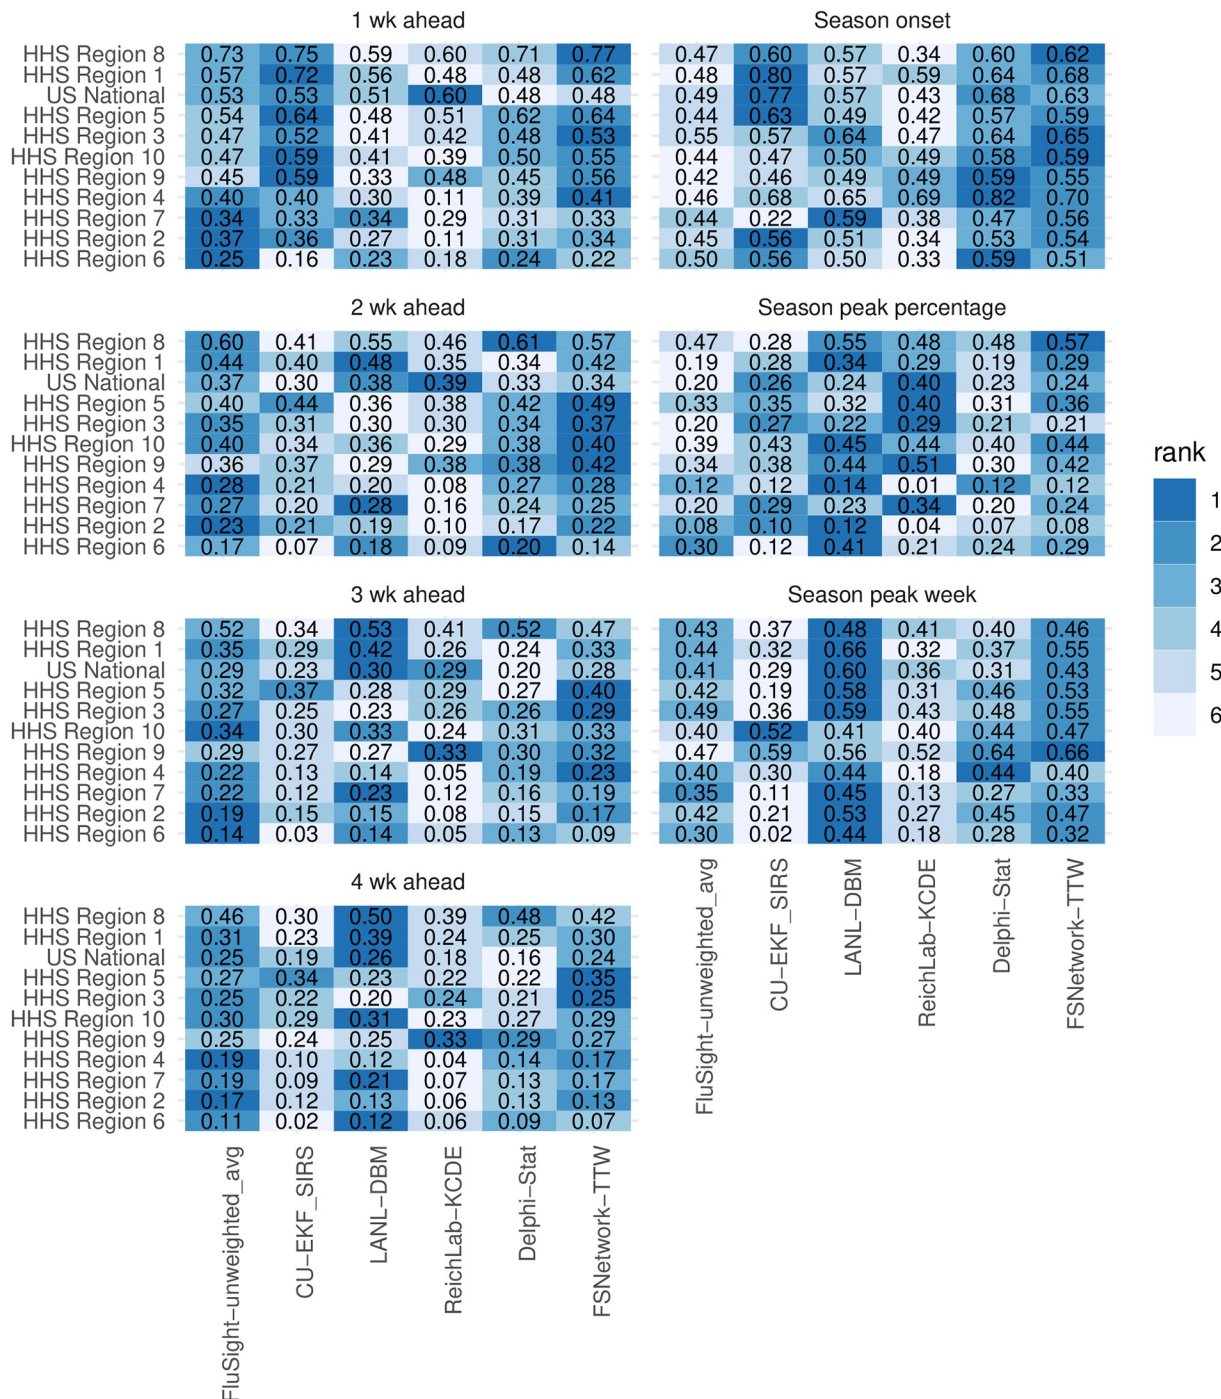 1 wk ahead
HHS Region 8 0.73 0.75 0.59 0.60 0.71 0.77
HHS Region 1 0.57 0.72 0.56 0.48 0.48 0.62
US National 0.53 0.53 0.51 0.60 0.48 0.48
HHS Region 5 0.54 0.64 0.48 0.51 0.62 0.64
HHS Region 3 0.47 0.52 0.41 0.42 0.48 0.53
HHS Region 10 0.47 0.59 0.41 0.39 0.50 0.55
HHS Region 9 0.45 0.59 0.33 0.48 0.45 0.56
HHS Region 4 0.40 0.40 0.30 0.11 0.39 0.41
HHS Region 7 0.34 0.33 0.34 0.29 0.31 0.33
HHS Region 2 0.37 0.36 0.27 0.11 0.31 0.34
HHS Region 6 0.25 0.16 0.23 0.18 0.24 0.22
2 wk ahead
HHS Region 8 0.60 0.41 0.55 0.46 0.61 0.57
HHS Region 1 0.44 0.40 0.48 0.35 0.34 0.42
US National 0.37 0.30 0.38 0.39 0.33 0.34
HHS Region 5 0.40 0.44 0.36 0.38 0.42 0.49
HHS Region 3 0.35 0.31 0.30 0.30 0.34 0.37
HHS Region 10 0.40 0.34 0.36 0.29 0.38 0.40
HHS Region 9 0.36 0.37 0.29 0.38 0.38 0.42
HHS Region 4 0.28 0.21 0.20 0.08 0.27 0.28
HHS Region 7 0.27 0.20 0.28 0.16 0.24 0.25
HHS Region 2 0.23 0.21 0.19 0.10 0.17 0.22
HHS Region 6 0.17 0.07 0.18 0.09 0.20 0.14
3 wk ahead
HHS Region 8 0.52 0.34 0.53 0.41 0.52 0.47
HHS Region 1 0.35 0.29 0.42 0.26 0.24 0.33
US National 0.29 0.23 0.30 0.29 0.20 0.28
HHS Region 5 0.32 0.37 0.28 0.29 0.27 0.40
HHS Region 3 0.27 0.25 0.23 0.26 0.26 0.29
HHS Region 10 0.34 0.30 0.33 0.24 0.31 0.33
HHS Region 9 0.29 0.27 0.27 0.33 0.30 0.32
HHS Region 4 0.22 0.13 0.14 0.05 0.19 0.23
HHS Region 7 0.22 0.12 0.23 0.12 0.16 0.19
HHS Region 2 0.19 0.15 0.15 0.08 0.15 0.17
HHS Region 6 0.14 0.03 0.14 0.05 0.13 0.09
4 wk ahead
HHS Region 8 0.46 0.30 0.50 0.39 0.48 0.42
HHS Region 1 0.31 0.23 0.39 0.24 0.25 0.30
US National 0.25 0.19 0.26 0.18 0.16 0.24
HHS Region 5 0.27 0.34 0.23 0.22 0.22 0.35
HHS Region 3 0.25 0.22 0.20 0.24 0.21 0.25
HHS Region 10 0.30 0.29 0.31 0.23 0.27 0.29
HHS Region 9 0.25 0.24 0.25 0.33 0.29 0.27
HHS Region 4 0.19 0.10 0.12 0.04 0.14 0.17
HHS Region 7 0.19 0.09 0.21 0.07 0.13 0.17
HHS Region 2 0.17 0.12 0.13 0.06 0.13 0.13
HHS Region 6 0.11 0.02 0.12 0.06 0.09 0.07
FluSight−unweighted_avg
CU−EKF_SIRS
LANL−DBM
ReichLab−KCDE
Delphi−Stat
FSNetwork−TTW
Season onset
0.47 0.60 0.57 0.34 0.60 0.62
0.48 0.80 0.57 0.59 0.64 0.68
0.49 0.77 0.57 0.43 0.68 0.63
0.44 0.63 0.49 0.42 0.57 0.59
0.55 0.57 0.64 0.47 0.64 0.65
0.44 0.47 0.50 0.49 0.58 0.59
0.42 0.46 0.49 0.49 0.59 0.55
0.46 0.68 0.65 0.69 0.82 0.70
0.44 0.22 0.59 0.38 0.47 0.56
0.45 0.56 0.51 0.34 0.53 0.54
0.50 0.56 0.50 0.33 0.59 0.51
Season peak percentage
0.47 0.28 0.55 0.48 0.48 0.57
0.19 0.28 0.34 0.29 0.19 0.29
0.20 0.26 0.24 0.40 0.23 0.24
0.33 0.35 0.32 0.40 0.31 0.36
0.20 0.27 0.22 0.29 0.21 0.21
0.39 0.43 0.45 0.44 0.40 0.44
0.34 0.38 0.44 0.51 0.30 0.42
0.12 0.12 0.14 0.01 0.12 0.12
0.20 0.29 0.23 0.34 0.20 0.24
0.08 0.10 0.12 0.04 0.07 0.08
0.30 0.12 0.41 0.21 0.24 0.29
Season peak week
0.43 0.37 0.48 0.41 0.40 0.46
0.44 0.32 0.66 0.32 0.37 0.55
0.41 0.29 0.60 0.36 0.31 0.43
0.42 0.19 0.58 0.31 0.46 0.53
0.49 0.36 0.59 0.43 0.48 0.55
0.40 0.52 0.41 0.40 0.44 0.47
0.47 0.59 0.56 0.52 0.64 0.66
0.40 0.30 0.44 0.18 0.44 0.40
0.35 0.11 0.45 0.13 0.27 0.33
0.42 0.21 0.53 0.27 0.45 0.47
0.30 0.02 0.44 0.18 0.28 0.32
FluSight−unweighted_avg
CU−EKF_SIRS
LANL−DBM
ReichLab−KCDE
Delphi−Stat
FSNetwork−TTW
rank
1
2
3
4
5
6